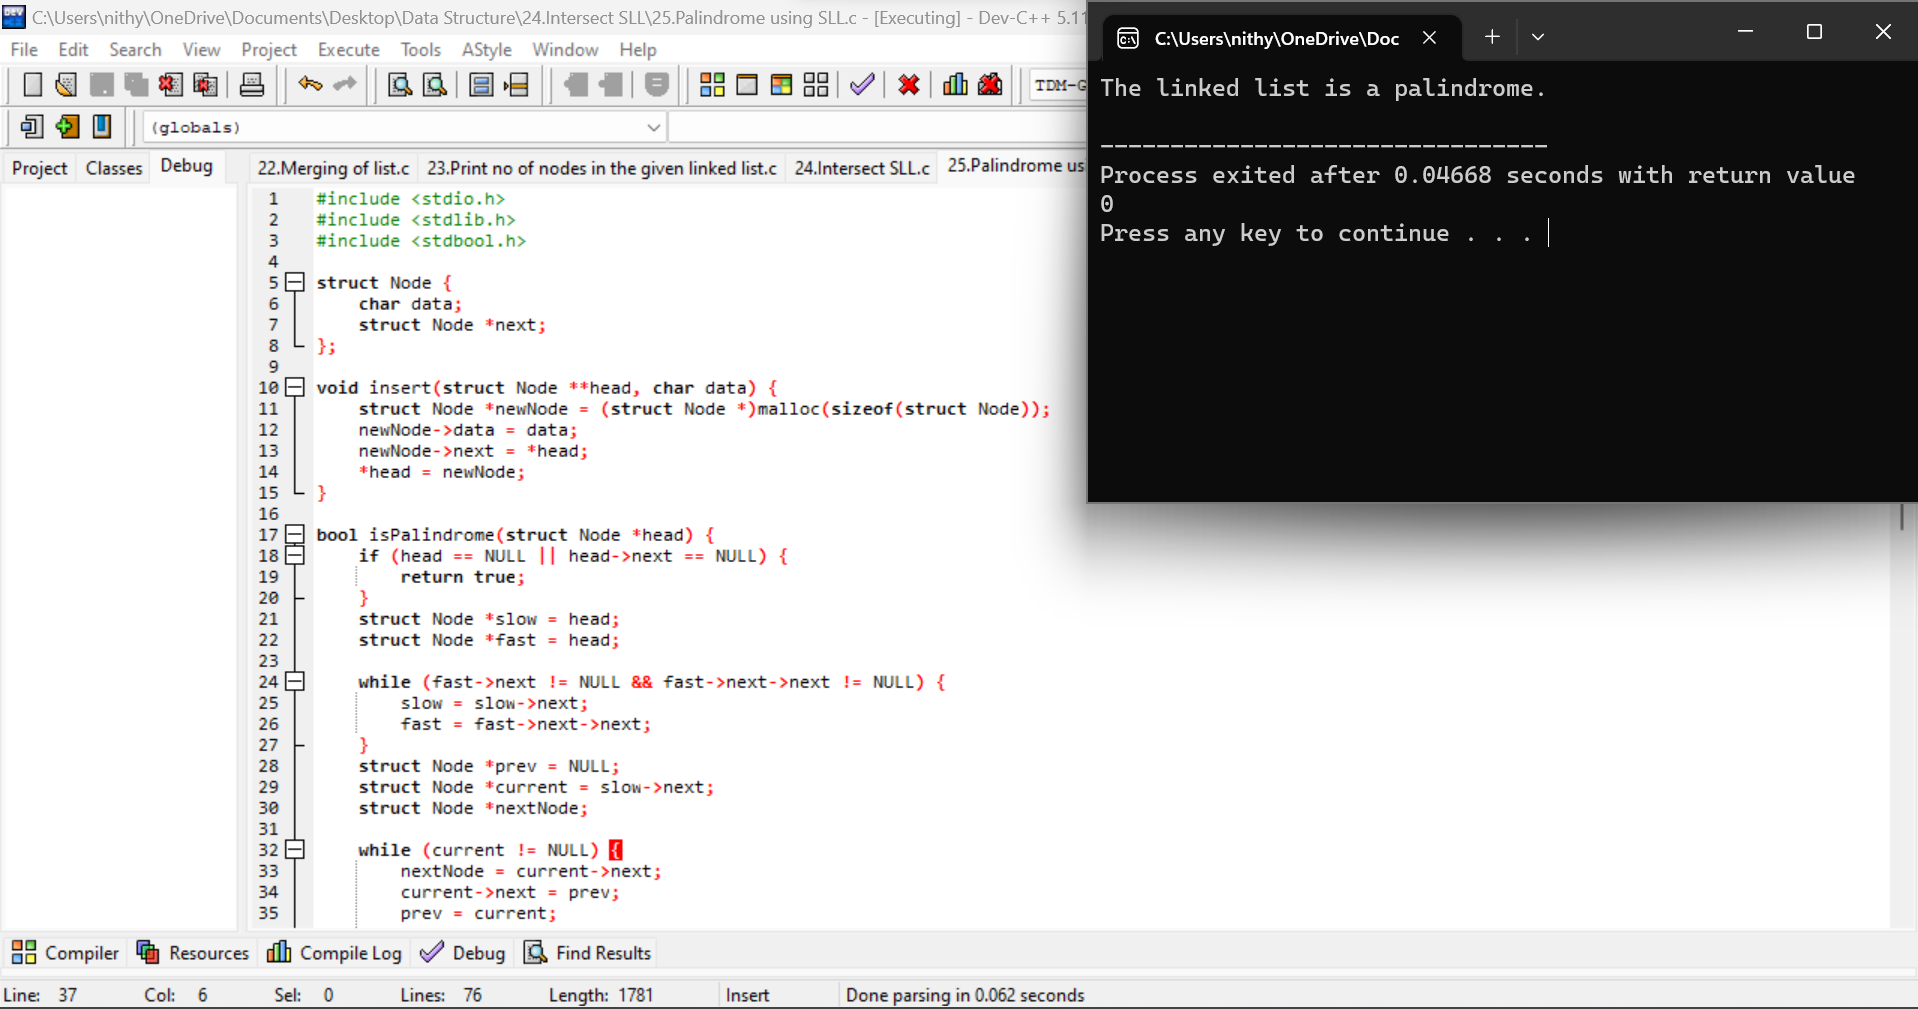 C:\Users\nithy\OneDrive\Documents\Desktop\Data Structure\24.Intersect SLL\25.Palindrome using SLL.c - [Executing] - Dev-C++ 5.11
File Edit Search View Project Execute Tools AStyle Window Help
TDM-G
(globals)
Project Classes Debug
22.Merging of list.c 23.Print no of nodes in the given linked list.c 24.Intersect SLL.c 25.Palindrome usi
1 #include <stdio.h>
2 #include <stdlib.h>
3 #include <stdbool.h>
4
5 struct Node {
6 char data;
7 struct Node *next;
8 };
9
10 void insert(struct Node **head, char data) {
11 struct Node *newNode = (struct Node *)malloc(sizeof(struct Node));
12 newNode->data = data;
13 newNode->next = *head;
14 *head = newNode;
15 }
16
17 bool isPalindrome(struct Node *head) {
18 if (head == NULL || head->next == NULL) {
19 return true;
20 }
21 struct Node *slow = head;
22 struct Node *fast = head;
23
24 while (fast->next != NULL && fast->next->next != NULL) {
25 slow = slow->next;
26 fast = fast->next->next;
27 }
28 struct Node *prev = NULL;
29 struct Node *current = slow->next;
30 struct Node *nextNode;
31
32 while (current != NULL) {
33 nextNode = current->next;
34 current->next = prev;
35 prev = current;
Compiler Resources Compile Log Debug Find Results
Line: 37 Col: 6 Sel: 0 Lines: 76 Length: 1781 Insert Done parsing in 0.062 seconds
C:\Users\nithy\OneDrive\Doc
The linked list is a palindrome.
--------------------------------
Process exited after 0.04668 seconds with return value
0
Press any key to continue . . .